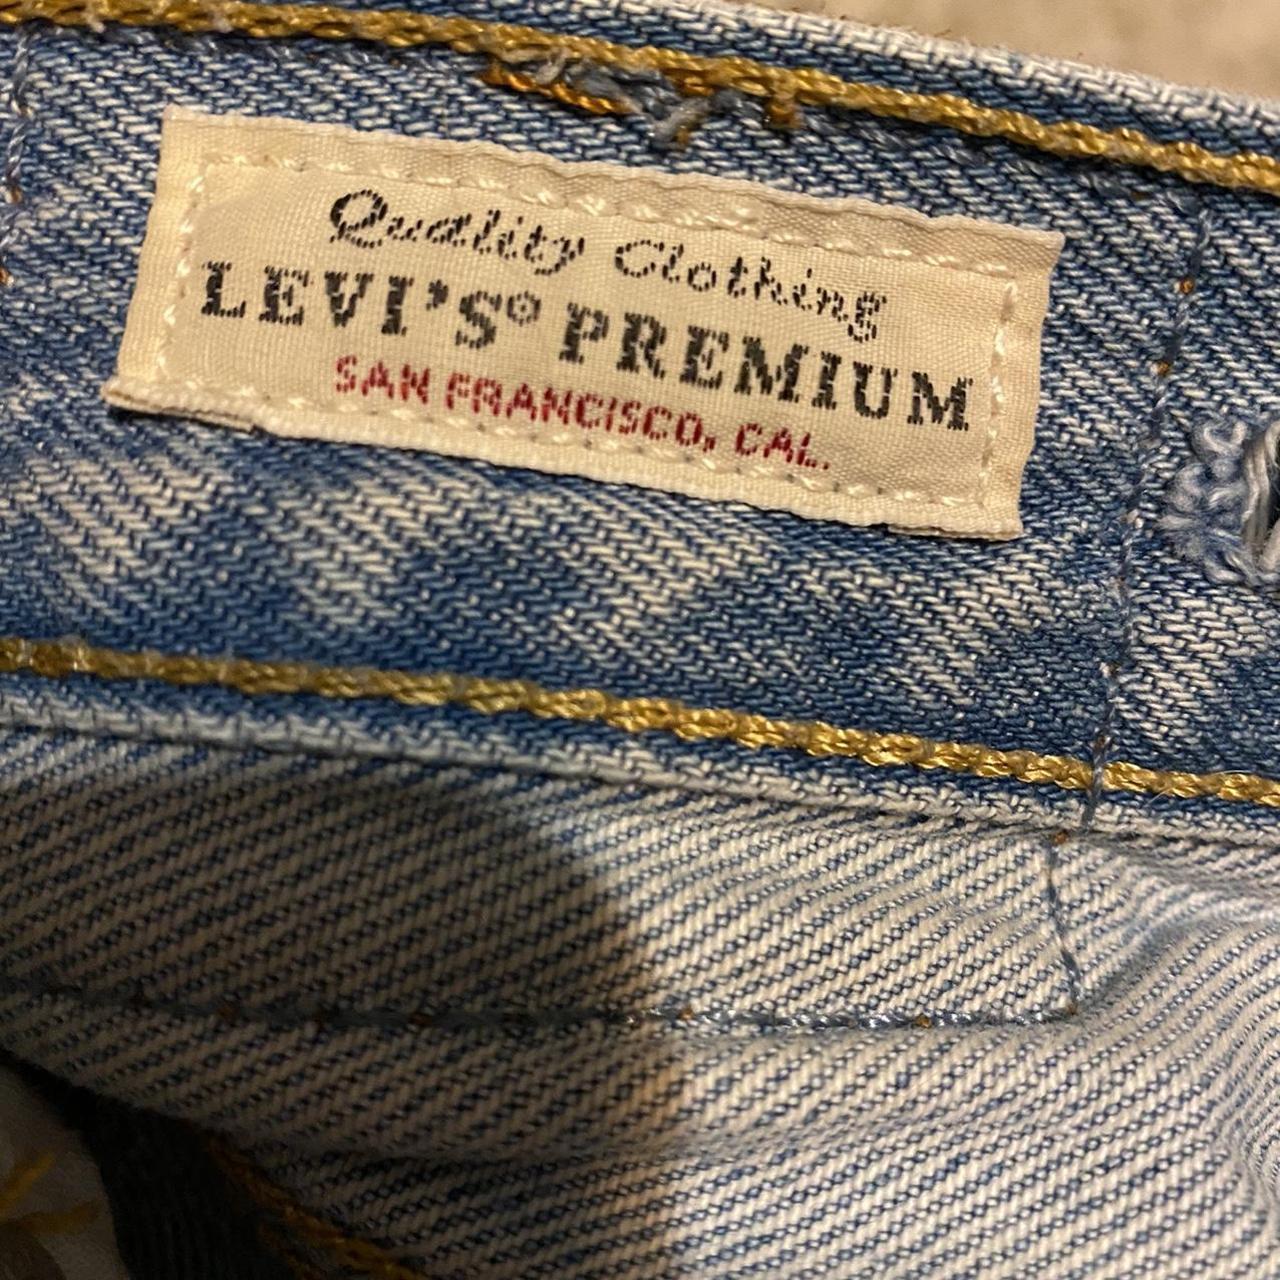 Quality Clothing
LEVI'S® PREMIUM
SAN FRANCISCO, CAL.